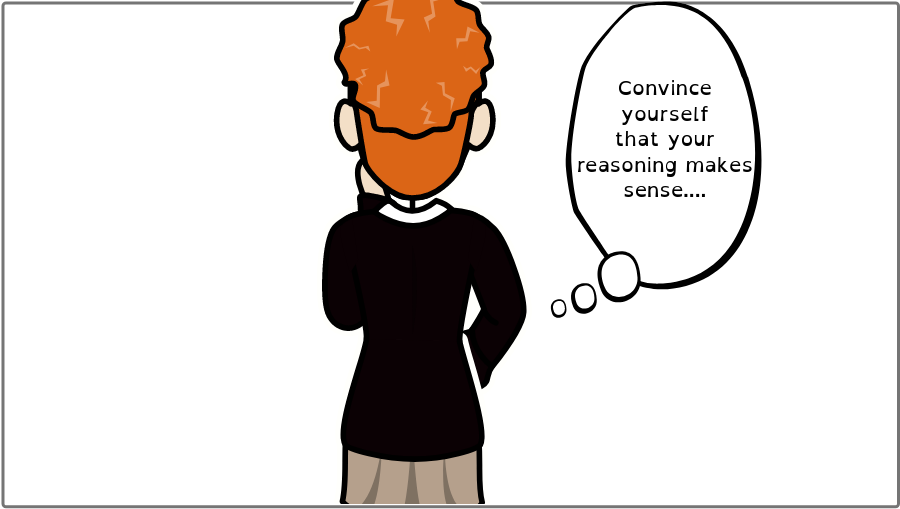 Convince
yourself
that your
reasoning makes
sense....